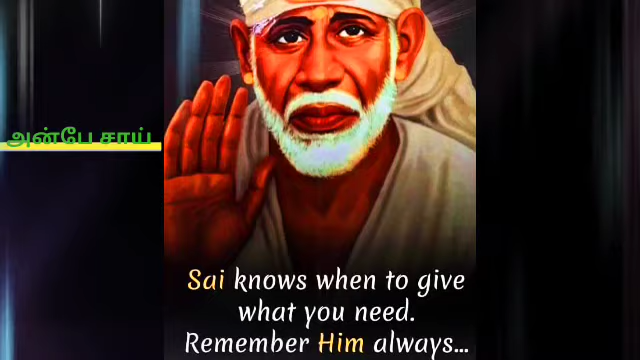 அன்பே சாய்
Sai knows when to give
what you need.
Remember Him always...